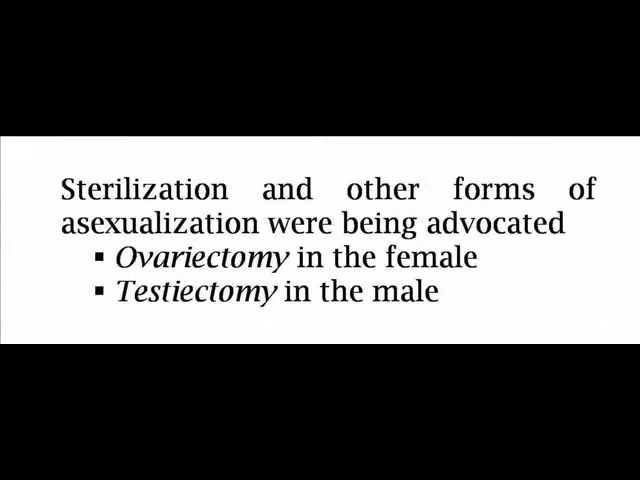 Sterilization and other forms of
asexualization were being advocated
▪ Ovariectomy in the female
▪ Testiectomy in the male